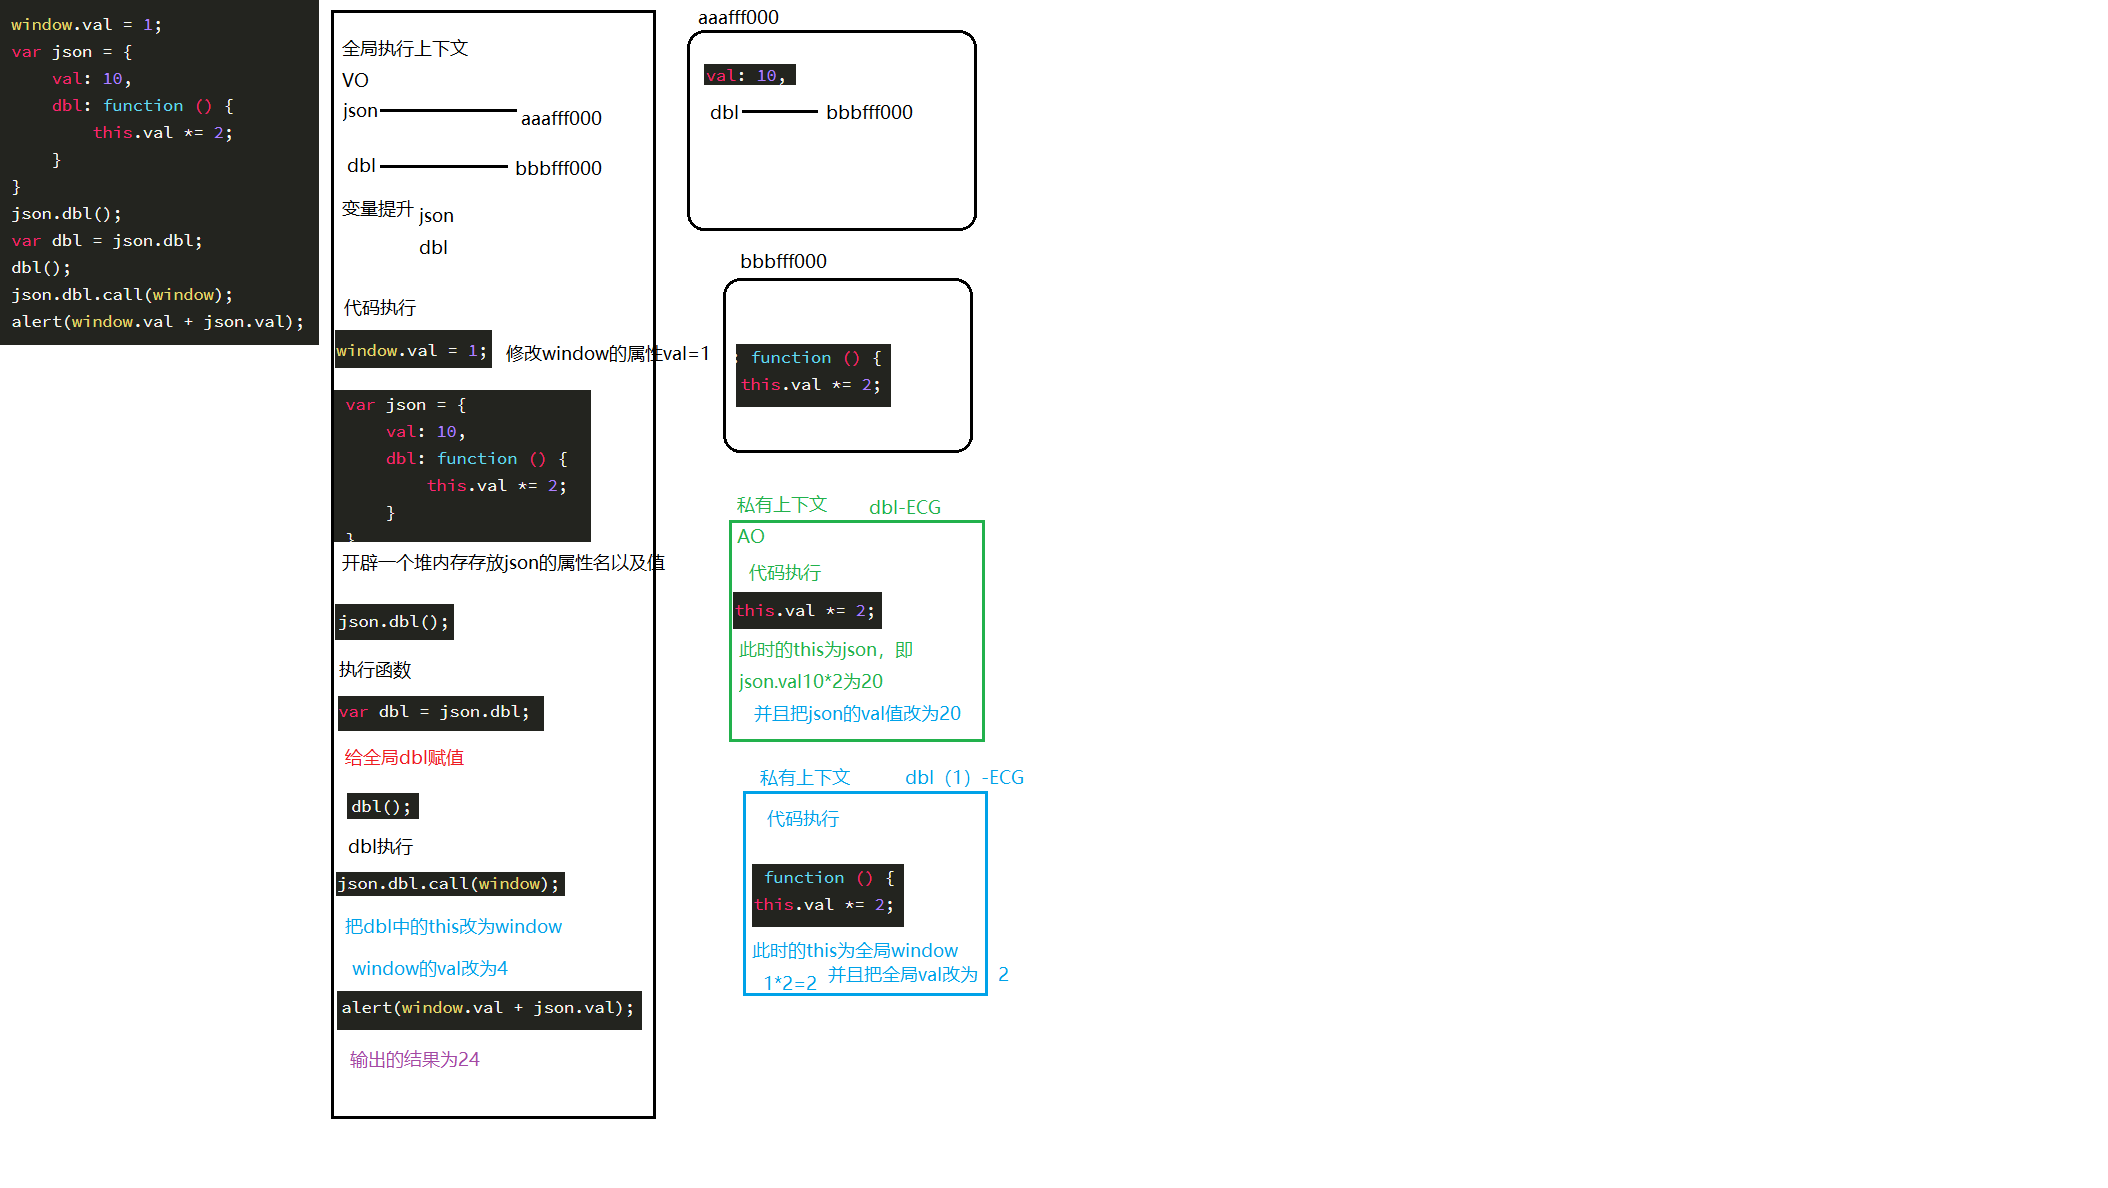 window.val = 1;
var json = {
    val: 10,
    dbl: function () {
        this.val *= 2;
    }
}
json.dbl();
var dbl = json.dbl;
dbl();
json.dbl.call(window);
alert(window.val + json.val);
全局执行上下文
VO
json aaafff000
dbl bbbfff000
变量提升 json
dbl
代码执行
window.val = 1; 修改window的属性val=1
var json = {
    val: 10,
    dbl: function () {
        this.val *= 2;
    }
}
开辟一个堆内存存放json的属性名以及值
json.dbl();
执行函数
var dbl = json.dbl;
给全局dbl赋值
dbl();
dbl执行
json.dbl.call(window);
把dbl中的this改为window
window的val改为4
alert(window.val + json.val);
输出的结果为24
aaafff000
val: 10,
dbl bbbfff000
bbbfff000
: function () {
this.val *= 2;
私有上下文 dbl-ECG
AO
代码执行
this.val *= 2;
此时的this为json，即
json.val10*2为20
并且把json的val值改为20
私有上下文 dbl（1）-ECG
代码执行
function () {
this.val *= 2;
此时的this为全局window
1*2=2 并且把全局val改为 2